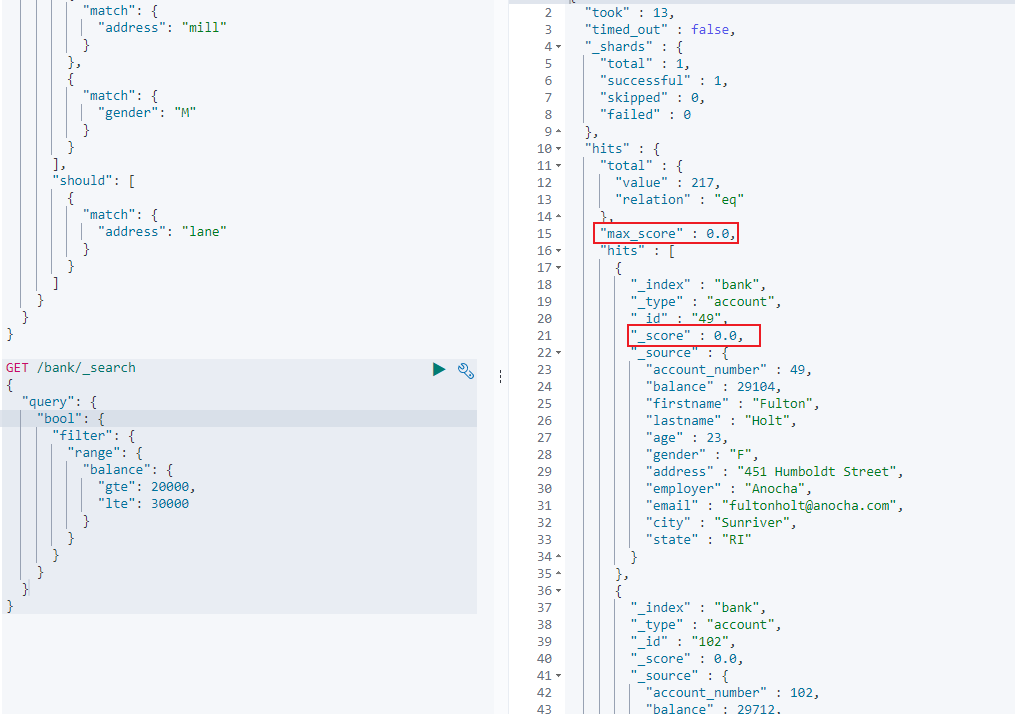 "match": {
"address": "mill"
}
},
{
"match": {
"gender": "M"
}
}
],
"should": [
{
"match": {
"address": "lane"
}
}
]
}
}
}
GET /bank/_search
{
"query": {
"bool": {
"filter": {
"range": {
"balance": {
"gte": 20000,
"lte": 30000
}
}
}
}
}
}
2 "took" : 13,
3 "timed_out" : false,
4 "_shards" : {
5 "total" : 1,
6 "successful" : 1,
7 "skipped" : 0,
8 "failed" : 0
9 },
10 "hits" : {
11 "total" : {
12 "value" : 217,
13 "relation" : "eq"
14 },
15 "max_score" : 0.0,
16 "hits" : [
17 {
18 "_index" : "bank",
19 "_type" : "account",
20 "_id" : "49",
21 "_score" : 0.0,
22 "_source" : {
23 "account_number" : 49,
24 "balance" : 29104,
25 "firstname" : "Fulton",
26 "lastname" : "Holt",
27 "age" : 23,
28 "gender" : "F",
29 "address" : "451 Humboldt Street",
30 "employer" : "Anocha",
31 "email" : "fultonholt@anocha.com",
32 "city" : "Sunriver",
33 "state" : "RI"
34 }
35 },
36 {
37 "_index" : "bank",
38 "_type" : "account",
39 "_id" : "102",
40 "_score" : 0.0,
41 "_source" : {
42 "account_number" : 102,
43 "balance" : 29712,